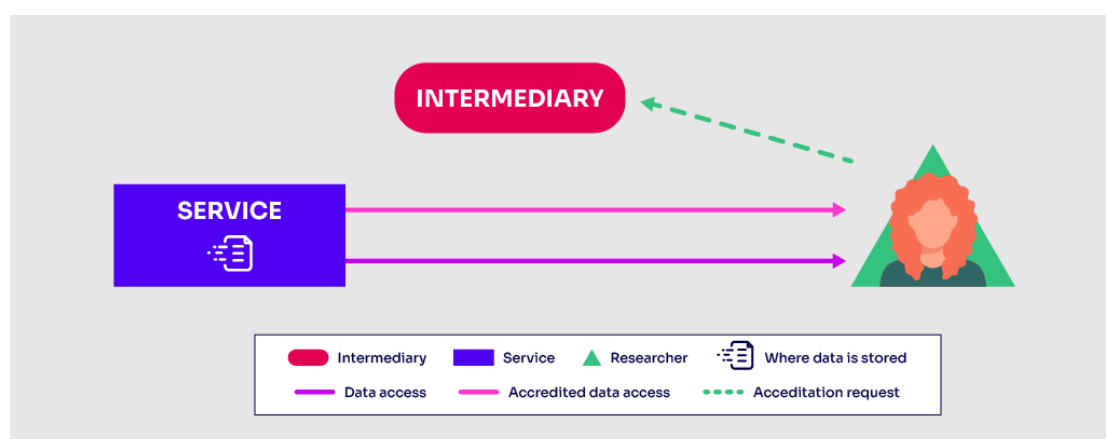 INTERMEDIARY
SERVICE
Intermediary Service Researcher Where data is stored
Data access Accredited data access Acceditation request